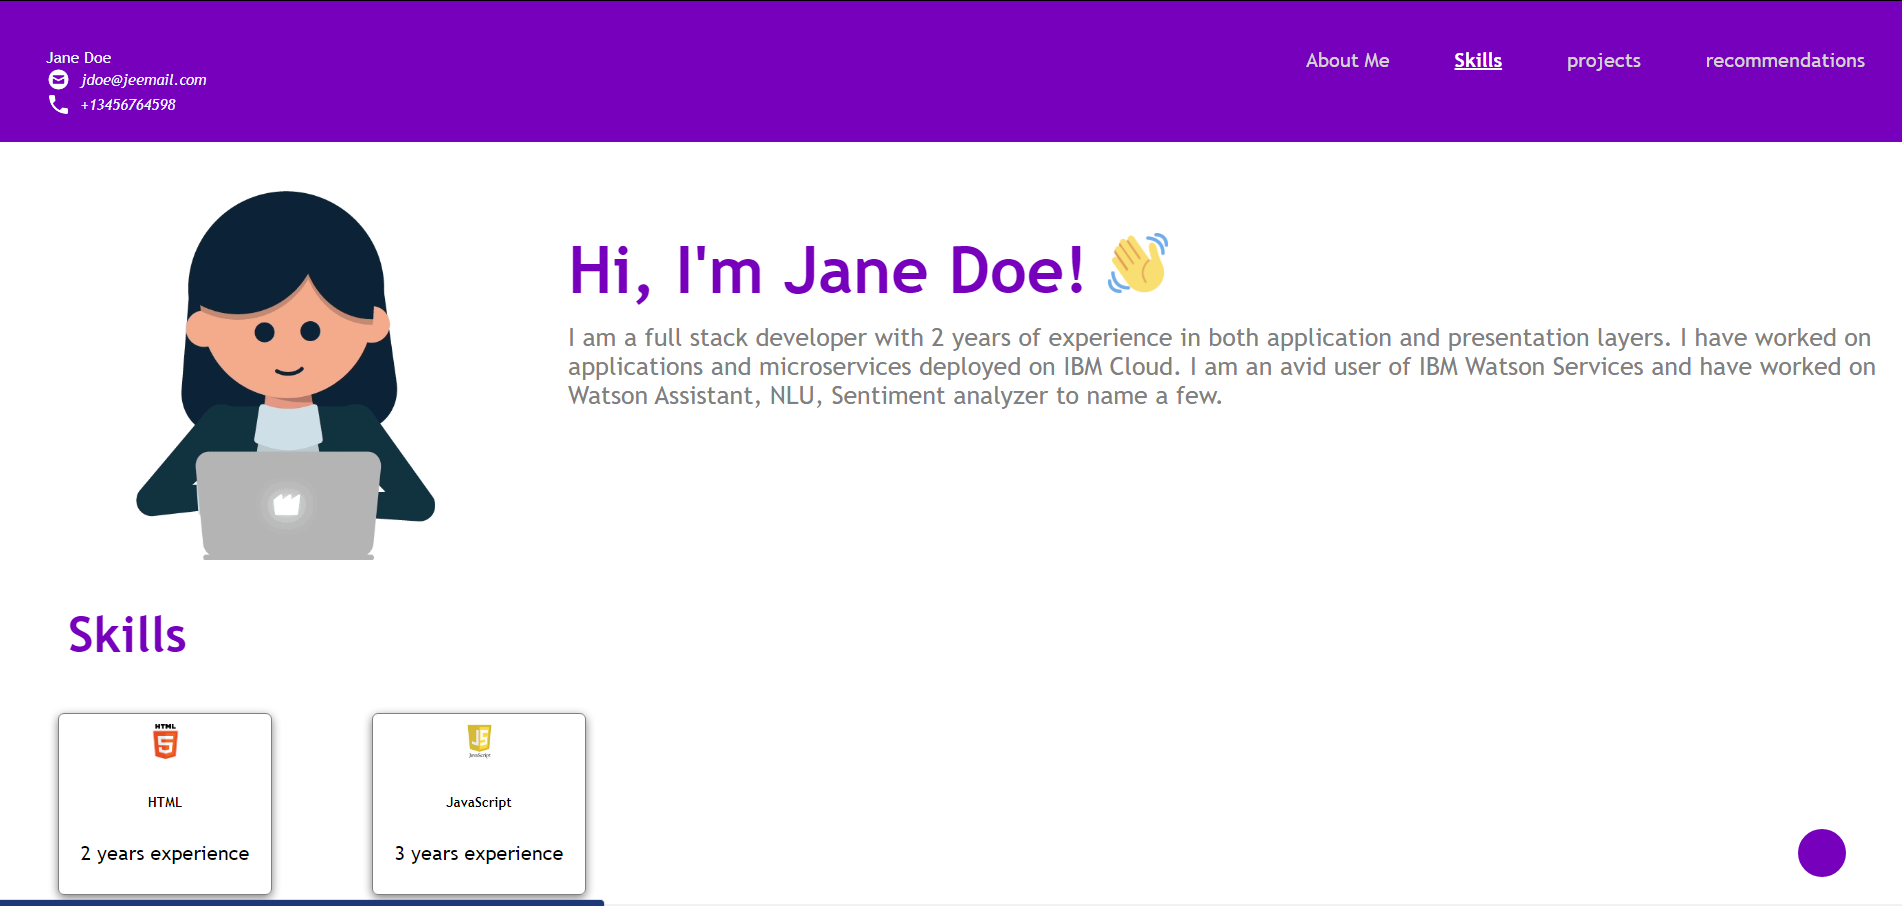 Jane Doe
jdoe@jeemail.com
+13456764598
About Me
Skills
projects
recommendations
Hi, I'm Jane Doe!
I am a full stack developer with 2 years of experience in both application and presentation layers. I have worked on
applications and microservices deployed on IBM Cloud. I am an avid user of IBM Watson Services and have worked on
Watson Assistant, NLU, Sentiment analyzer to name a few.
Skills
HTML
5
HTML
2 years experience
JS
JavaScript
JavaScript
3 years experience